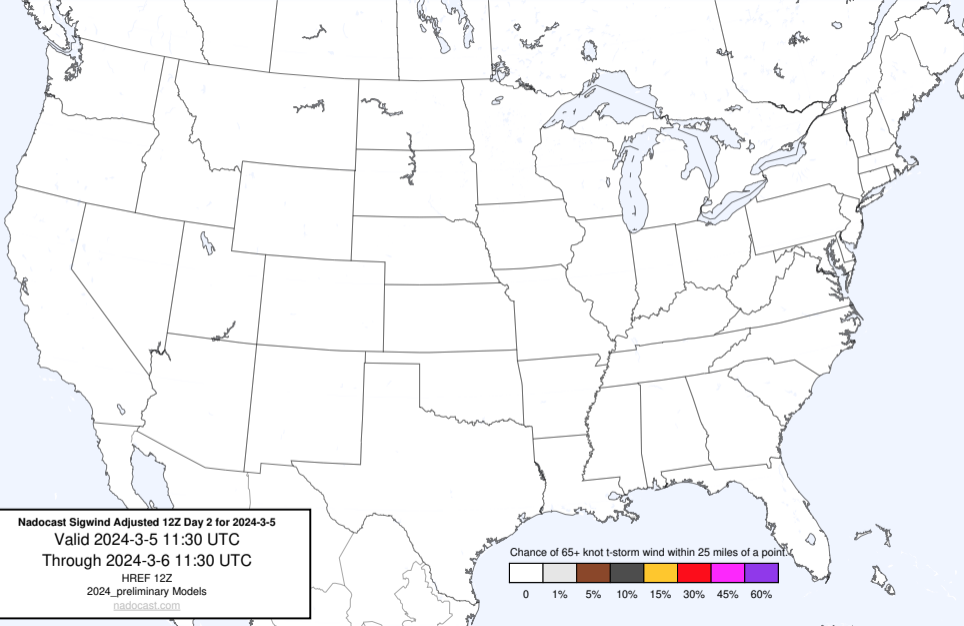 Nadocast Sigwind Adjusted 12Z Day 2 for 2024-3-5
Valid 2024-3-5 11:30 UTC
Through 2024-3-6 11:30 UTC
HREF 12Z
2024_preliminary Models
nadocast.com
Chance of 65+ knot t-storm wind within 25 miles of a point.
0 1% 5% 10% 15% 30% 45% 60%